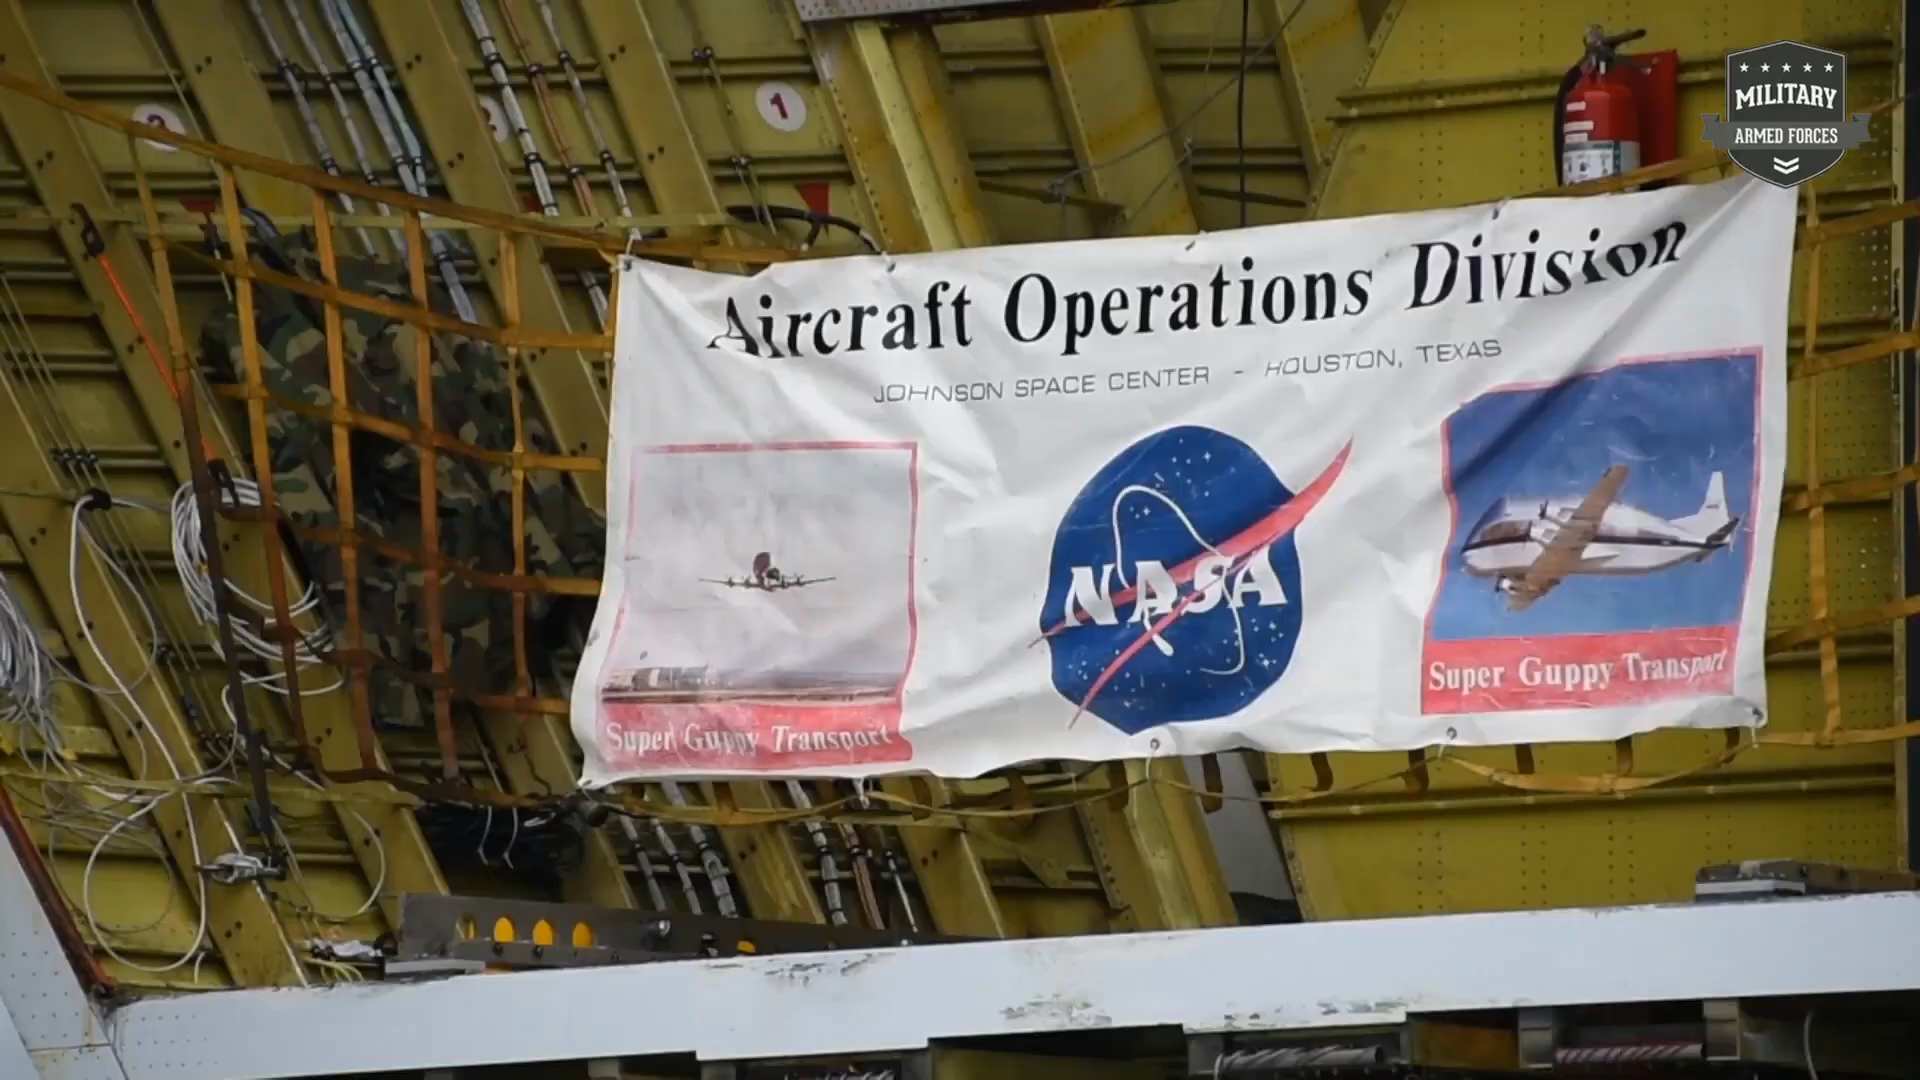 1
MILITARY
ARMED FORCES
Aircraft Operations Division
JOHNSON SPACE CENTER - HOUSTON, TEXAS
NASA
Super Guppy Transport
Super Guppy Transport